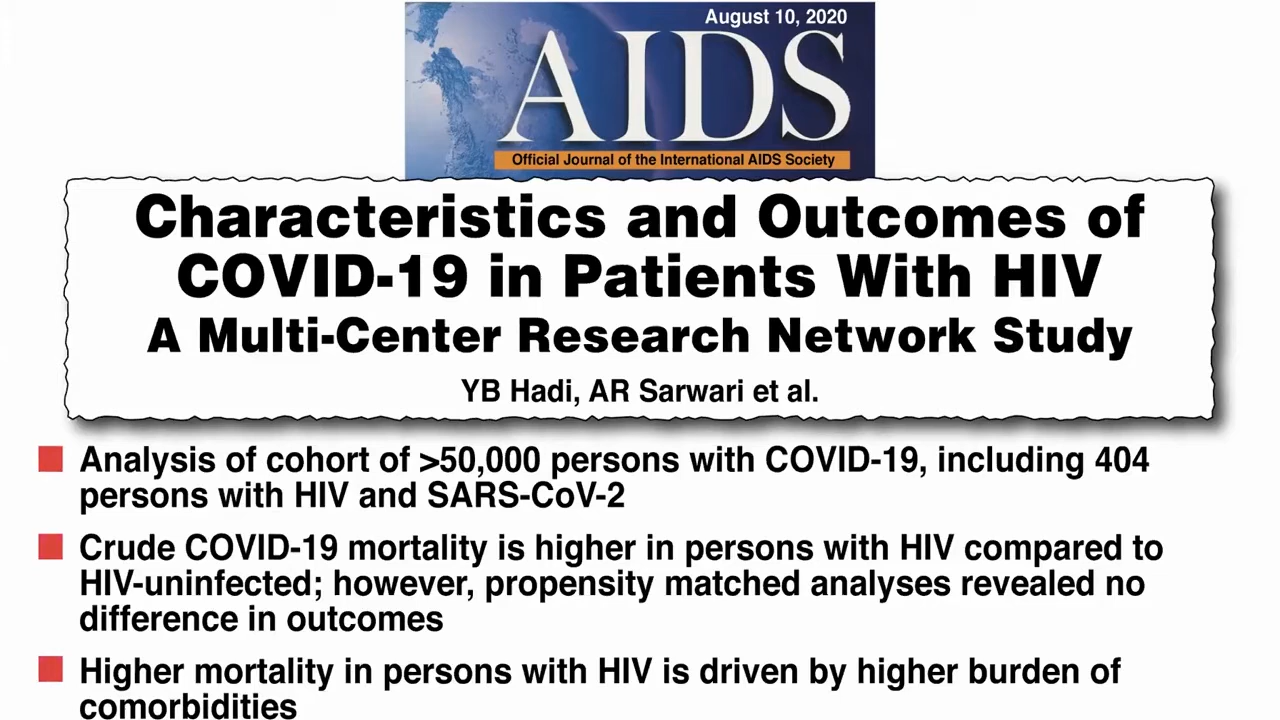 August 10, 2020
AIDS
Official Journal of the International AIDS Society
Characteristics and Outcomes of
COVID-19 in Patients With HIV
A Multi-Center Research Network Study
YB Hadi, AR Sarwari et al.
Analysis of cohort of >50,000 persons with COVID-19, including 404
persons with HIV and SARS-CoV-2
Crude COVID-19 mortality is higher in persons with HIV compared to
HIV-uninfected; however, propensity matched analyses revealed no
difference in outcomes
Higher mortality in persons with HIV is driven by higher burden of
comorbidities